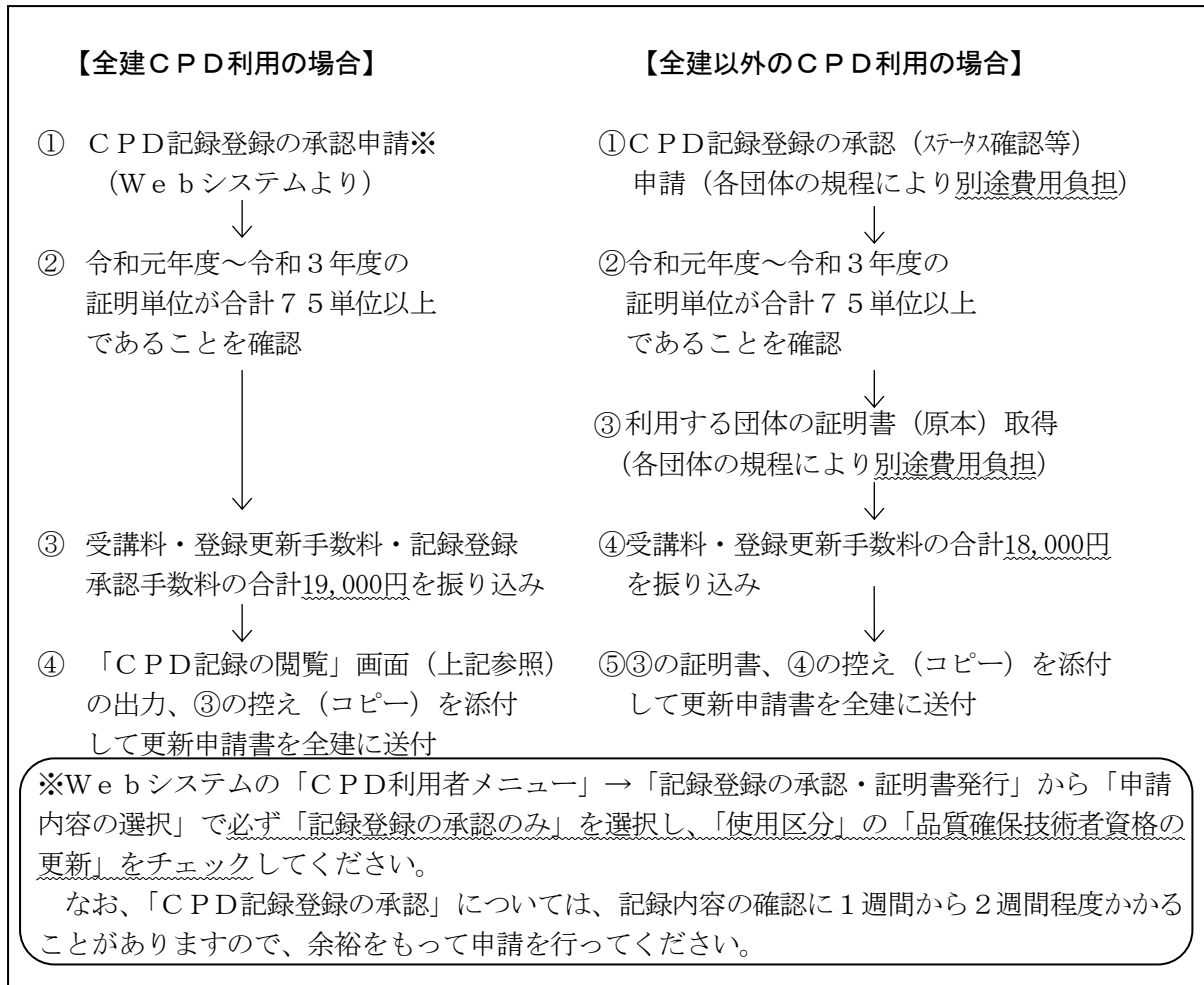 【全建ＣＰＤ利用の場合】
① ＣＰＤ記録登録の承認申請※
（Ｗｅｂシステムより）
↓
② 令和元年度～令和３年度の
証明単位が合計７５単位以上
であることを確認
↓
③ 受講料・登録更新手数料・記録登録
承認手数料の合計19,000円を振り込み
↓
④ 「ＣＰＤ記録の閲覧」画面（上記参照）
の出力、③の控え（コピー）を添付
して更新申請書を全建に送付
【全建以外のＣＰＤ利用の場合】
①ＣＰＤ記録登録の承認（ｽﾃｰﾀｽ確認等）
申請（各団体の規程により別途費用負担）
↓
②令和元年度～令和３年度の
証明単位が合計７５単位以上
であることを確認
↓
③利用する団体の証明書（原本）取得
（各団体の規程により別途費用負担）
↓
④受講料・登録更新手数料の合計18,000円
を振り込み
↓
⑤③の証明書、④の控え（コピー）を添付
して更新申請書を全建に送付
※Ｗｅｂシステムの「ＣＰＤ利用者メニュー」→「記録登録の承認・証明書発行」から「申請
内容の選択」で必ず「記録登録の承認のみ」を選択し、「使用区分」の「品質確保技術者資格の
更新」をチェックしてください。
なお、「ＣＰＤ記録登録の承認」については、記録内容の確認に１週間から２週間程度かかる
ことがありますので、余裕をもって申請を行ってください。